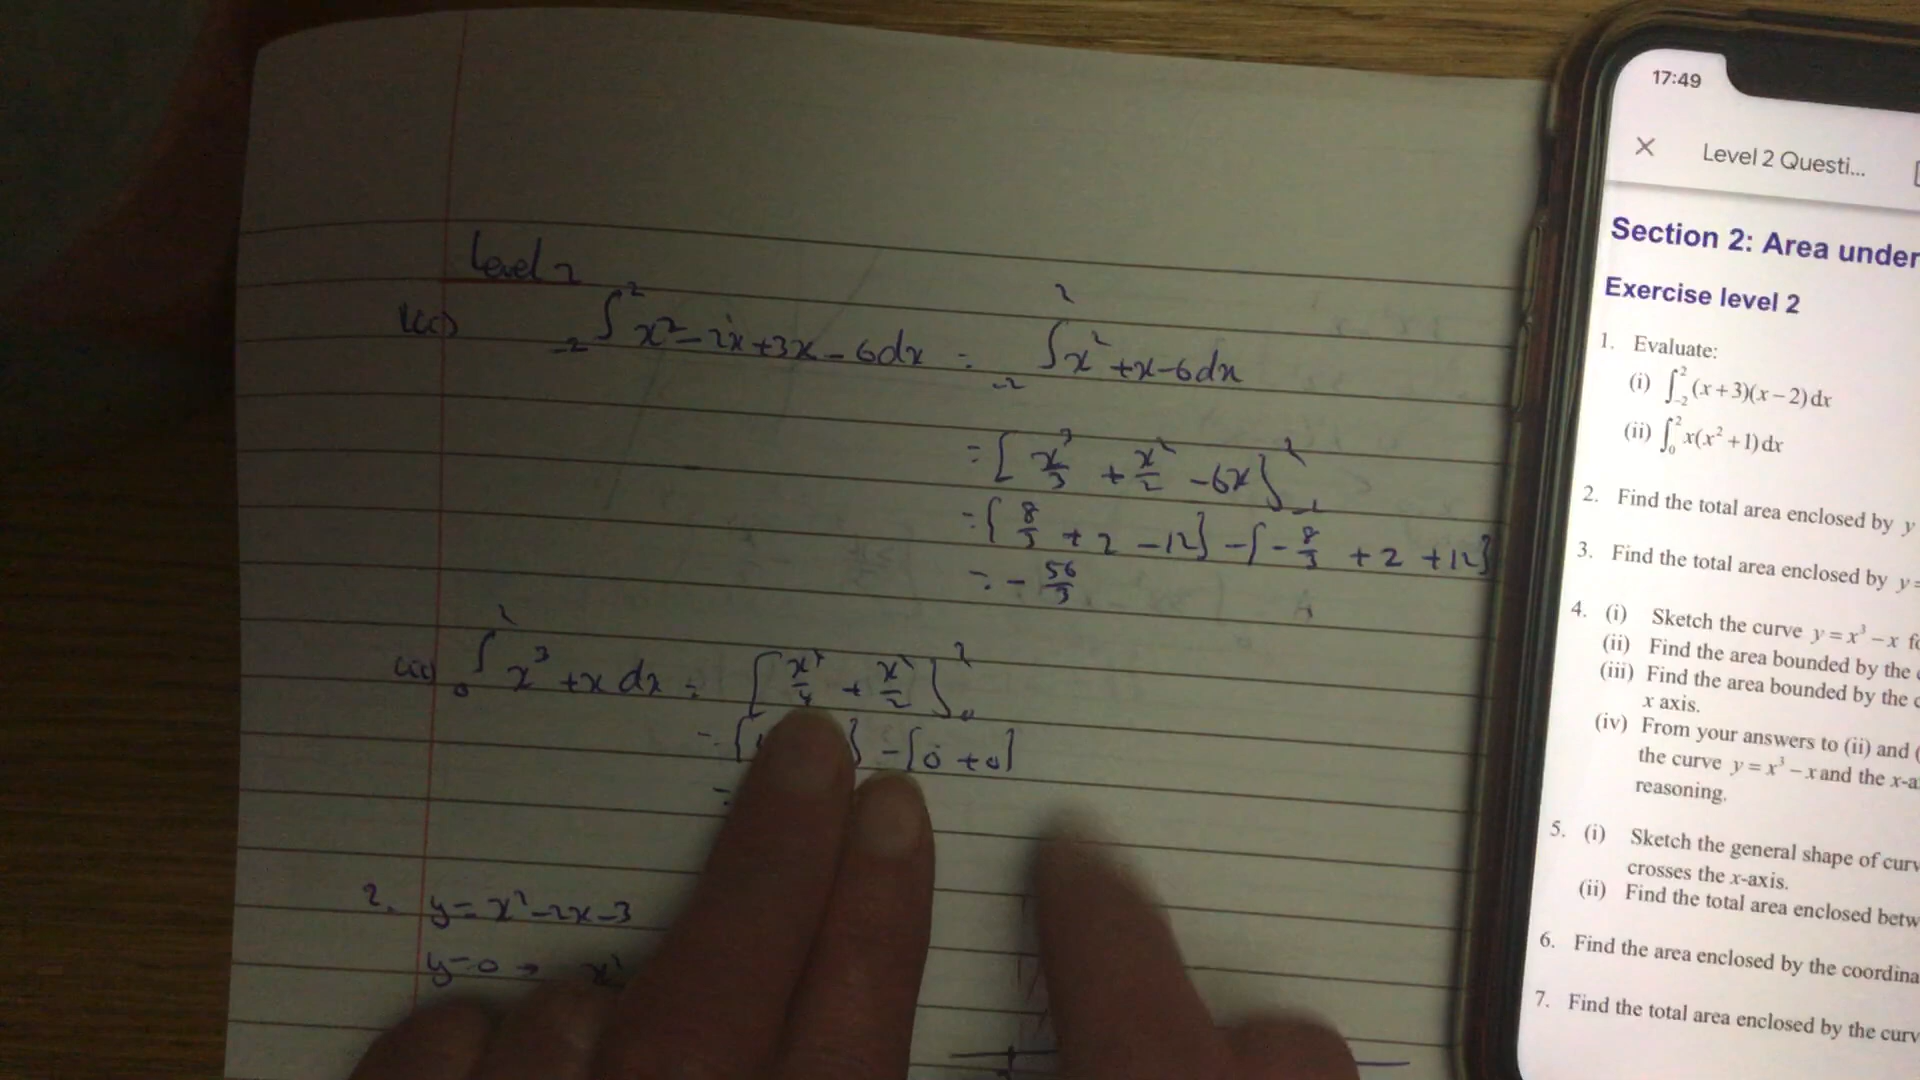 Level 2
1(i) ∫₋₂² x² - 2x + 3x - 6 dx = ∫₋₂² x² + x - 6 dx
= [x³/3 + x²/2 - 6x]₋₂²
= [8/3 + 2 - 12] - [-8/3 + 2 + 12]
= - 56/3
(ii) ∫₀² x³ + x dx = [x⁴/4 + x²/2]₀²
= [ ] - [0 + 0]
=
2. y = x² - 2x - 3
y = 0 → x²
17:49
Level 2 Questi...
Section 2: Area under
Exercise level 2
1. Evaluate:
(i) ∫₋₂² (x+3)(x−2)dx
(ii) ∫₀² x(x²+1)dx
2. Find the total area enclosed by y
3. Find the total area enclosed by y =
4. (i) Sketch the curve y = x³ − x
(ii) Find the area bounded by the
(iii) Find the area bounded by the
x axis.
(iv) From your answers to (ii) and (
the curve y = x³ − x and the x-a
reasoning.
5. (i) Sketch the general shape of curv
crosses the x-axis.
(ii) Find the total area enclosed betw
6. Find the area enclosed by the coordina
7. Find the total area enclosed by the curv